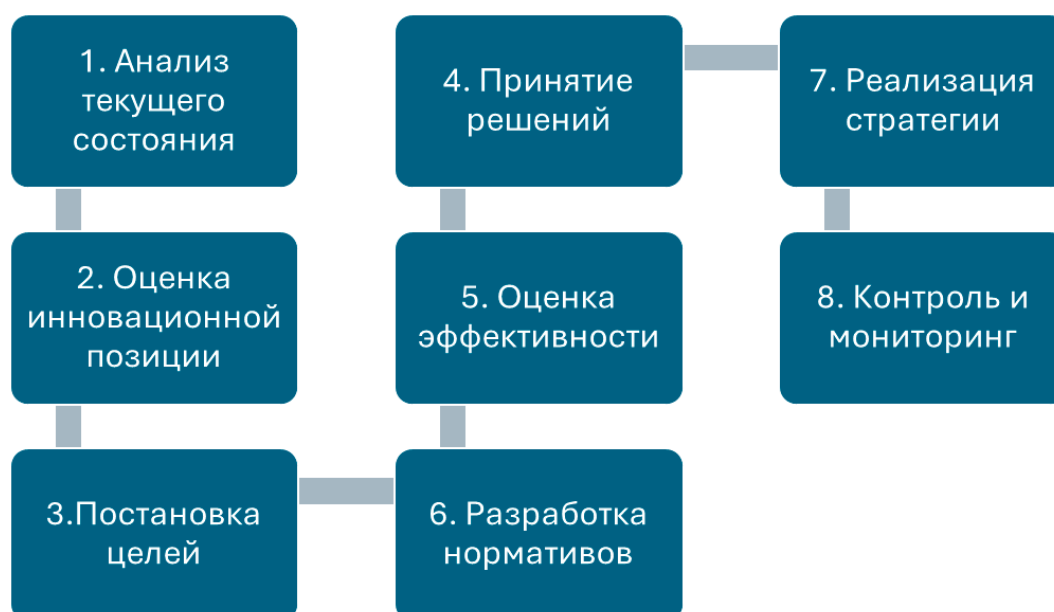 1. Анализ
текущего
состояния
2. Оценка
инновационной
позиции
3.Постановка
целей
4. Принятие
решений
5. Оценка
эффективности
6. Разработка
нормативов
7. Реализация
стратегии
8. Контроль и
мониторинг